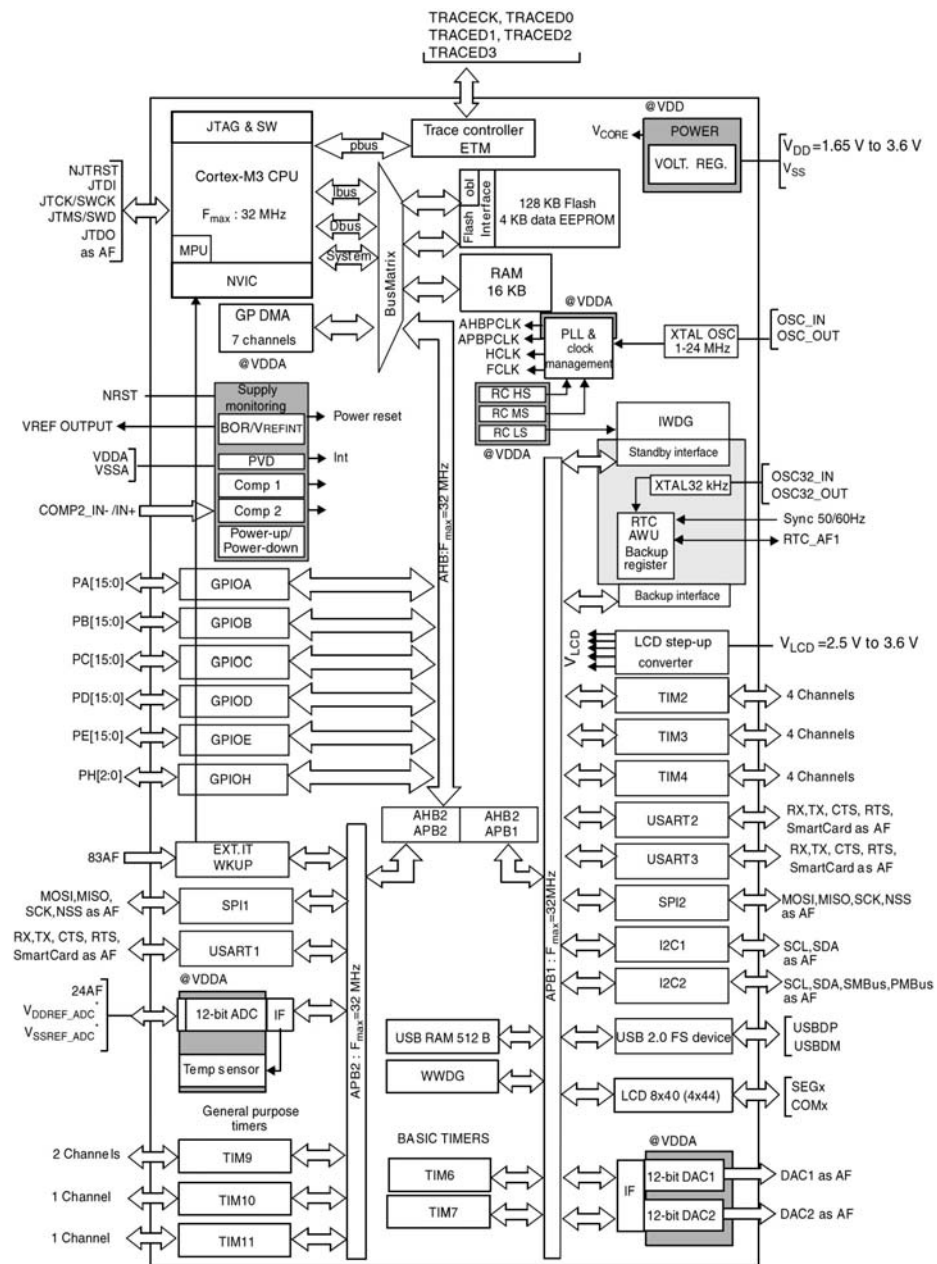 TRACECK, TRACED0
TRACED1, TRACED2
TRACED3
JTAG & SW
pbus
Trace controller
ETM
@VDD
VCORE
POWER
VOLT. REG.
VDD=1.65 V to 3.6 V
VSS
NJTRST
JTDI
JTCK/SWCK
JTMS/SWD
JTDO
as AF
Cortex-M3 CPU
Fmax : 32 MHz
MPU
NVIC
Ibus
Dbus
System
BusMatrix
Flash obl
Interface
128 KB Flash
4 KB data EEPROM
RAM
16 KB
GP DMA
7 channels
@VDDA
AHBPCLK
APBPCLK
HCLK
FCLK
PLL &
clock
management
XTAL OSC
1-24 MHz
OSC_IN
OSC_OUT
@VDDA
NRST
VREF OUTPUT
VDDA
VSSA
COMP2_IN- /IN+
Supply
monitoring
BOR/VREFINT
PVD
Comp 1
Comp 2
Power-up/
Power-down
Power reset
Int
RC HS
RC MS
RC LS
@VDDA
IWDG
Standby interface
XTAL32 kHz
OSC32_IN
OSC32_OUT
RTC
AWU
Backup
register
Sync 50/60Hz
RTC_AF1
Backup interface
AHB:Fmax=32 MHz
PA[15:0]
GPIOA
PB[15:0]
GPIOB
PC[15:0]
GPIOC
PD[15:0]
GPIOD
PE[15:0]
GPIOE
PH[2:0]
GPIOH
VLCD
LCD step-up
converter
VLCD =2.5 V to 3.6 V
TIM2
4 Channels
TIM3
4 Channels
TIM4
4 Channels
AHB2
APB2
AHB2
APB1
USART2
RX,TX, CTS, RTS,
SmartCard as AF
USART3
RX,TX, CTS, RTS,
SmartCard as AF
83AF
EXT.IT
WKUP
MOSI,MISO,
SCK,NSS as AF
SPI1
SPI2
MOSI,MISO,SCK,NSS
as AF
RX,TX, CTS, RTS,
SmartCard as AF
USART1
I2C1
SCL,SDA
as AF
I2C2
SCL,SDA,SMBus,PMBus
as AF
APB2 : Fmax=32 MHz
APB1 : Fmax=32MHz
@VDDA
24AF
VDDREF_ADC*
VSSREF_ADC*
12-bit ADC
IF
Temp sensor
USB RAM 512 B
USB 2.0 FS device
USBDP
USBDM
WWDG
LCD 8x40 (4x44)
SEGx
COMx
General purpose
timers
2 Channels
TIM9
1 Channel
TIM10
1 Channel
TIM11
BASIC TIMERS
TIM6
TIM7
@VDDA
IF
12-bit DAC1
DAC1 as AF
12-bit DAC2
DAC2 as AF